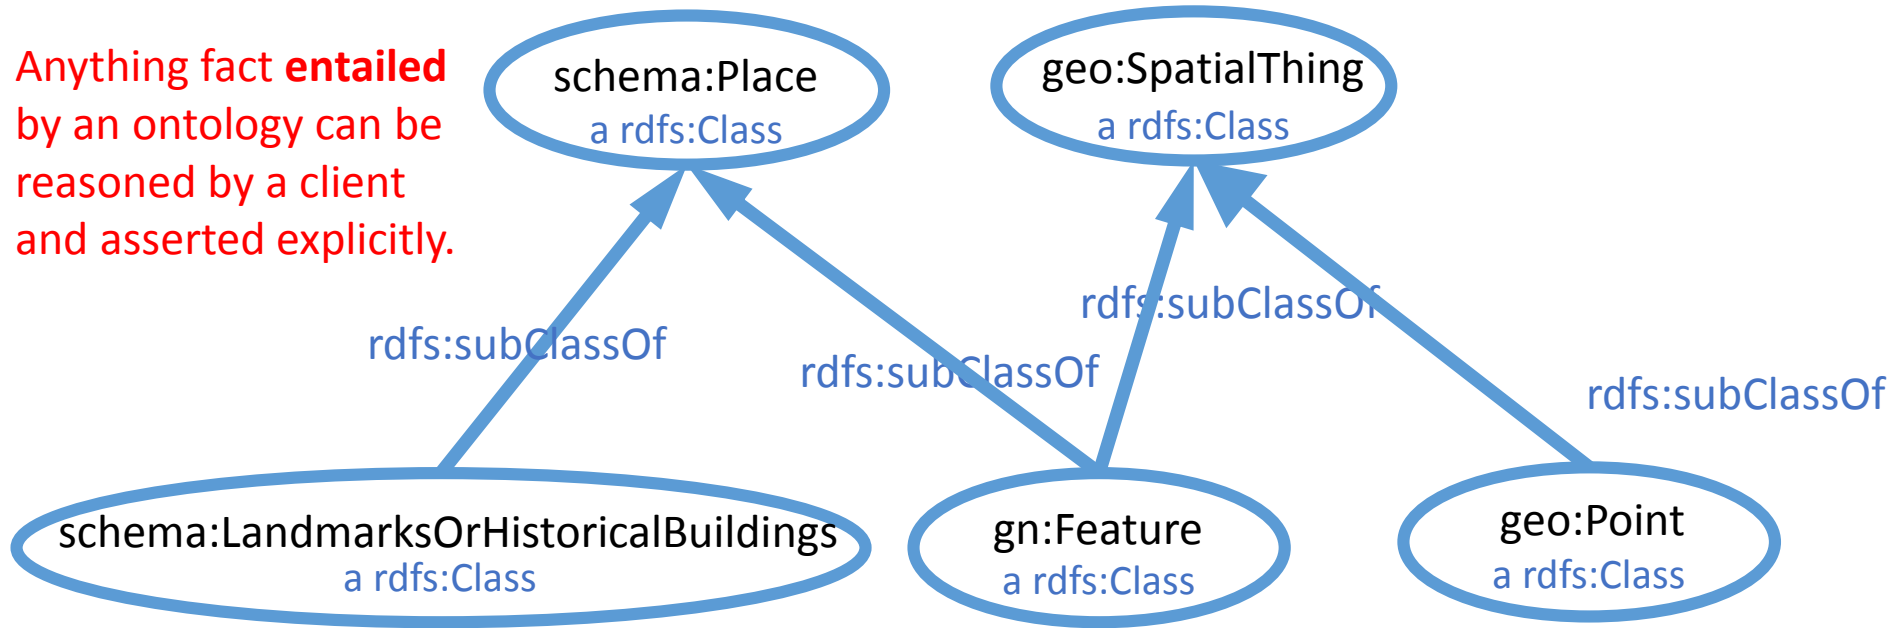 Anything fact entailed
by an ontology can be
reasoned by a client
and asserted explicitly.
schema:Place
a rdfs:Class
geo:SpatialThing
a rdfs:Class
rdfs:subClassOf
rdfs:subClassOf
rdfs:subClassOf
rdfs:subClassOf
schema:LandmarksOrHistoricalBuildings
a rdfs:Class
gn:Feature
a rdfs:Class
geo:Point
a rdfs:Class